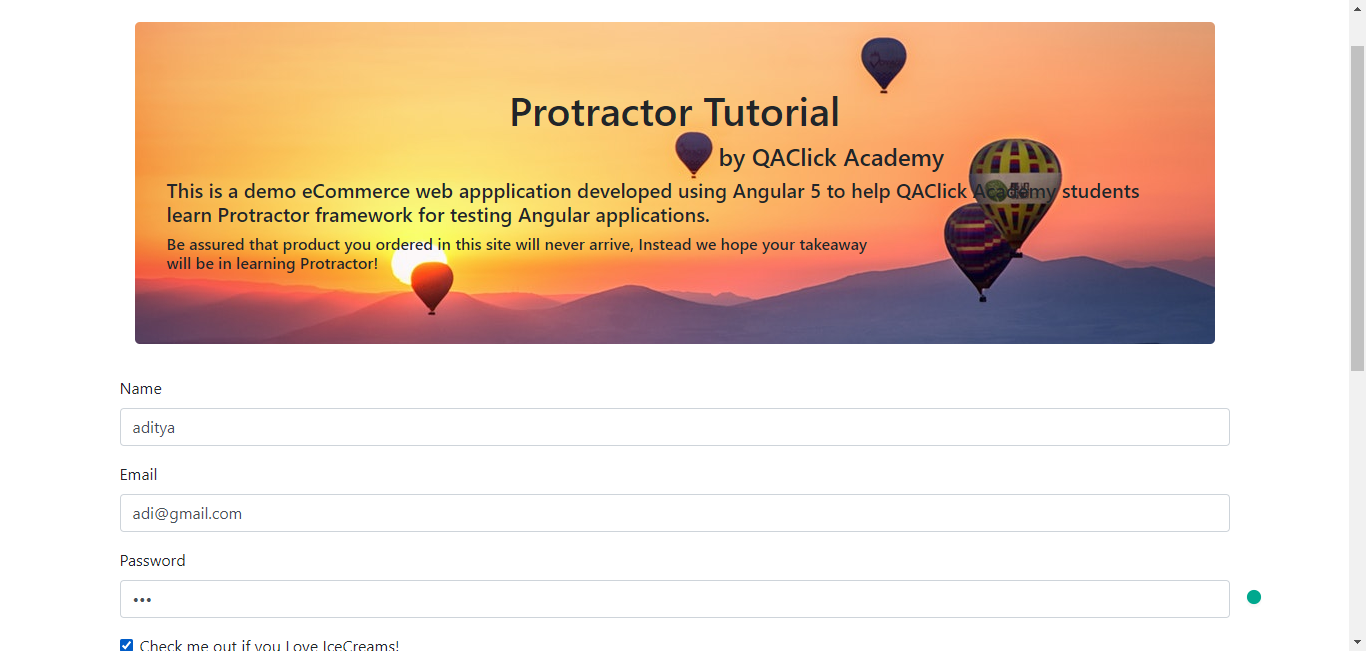 Protractor Tutorial
by QAClick Academy
This is a demo eCommerce web appplication developed using Angular 5 to help QAClick Academy students
learn Protractor framework for testing Angular applications.
Be assured that product you ordered in this site will never arrive, Instead we hope your takeaway
will be in learning Protractor!
Name
aditya
Email
adi@gmail.com
Password
•••
Check me out if you Love IceCreams!